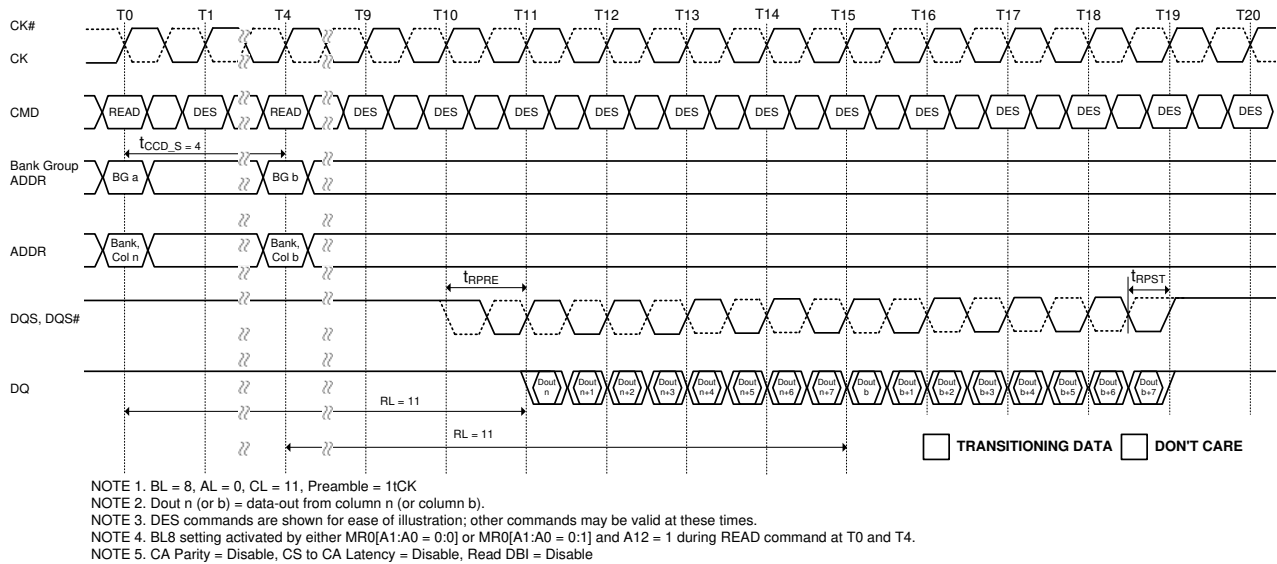 T0 T1 T4 T9 T10 T11 T12 T13 T14 T15 T16 T17 T18 T19 T20
CK#
CK
CMD READ DES READ DES DES DES DES DES DES DES DES DES DES DES DES
tCCD_S = 4
Bank Group
ADDR
BG a BG b
ADDR
Bank,
Col n
Bank,
Col b
tRPRE tRPST
DQS, DQS#
DQ
Dout
n
Dout
n+1
Dout
n+2
Dout
n+3
Dout
n+4
Dout
n+5
Dout
n+6
Dout
n+7
Dout
b
Dout
b+1
Dout
b+2
Dout
b+3
Dout
b+4
Dout
b+5
Dout
b+6
Dout
b+7
RL = 11
RL = 11
TRANSITIONING DATA DON'T CARE
NOTE 1. BL = 8, AL = 0, CL = 11, Preamble = 1tCK
NOTE 2. Dout n (or b) = data-out from column n (or column b).
NOTE 3. DES commands are shown for ease of illustration; other commands may be valid at these times.
NOTE 4. BL8 setting activated by either MR0[A1:A0 = 0:0] or MR0[A1:A0 = 0:1] and A12 = 1 during READ command at T0 and T4.
NOTE 5. CA Parity = Disable, CS to CA Latency = Disable, Read DBI = Disable